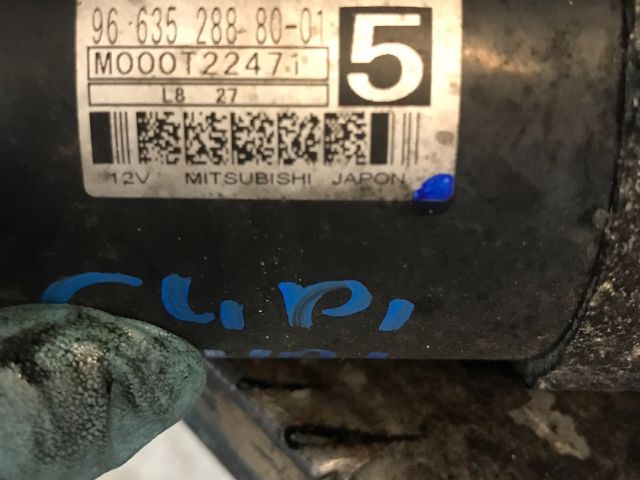 96 635 288 80-01
5
M000T22471
L8 27
12V MITSUBISHI JAPON